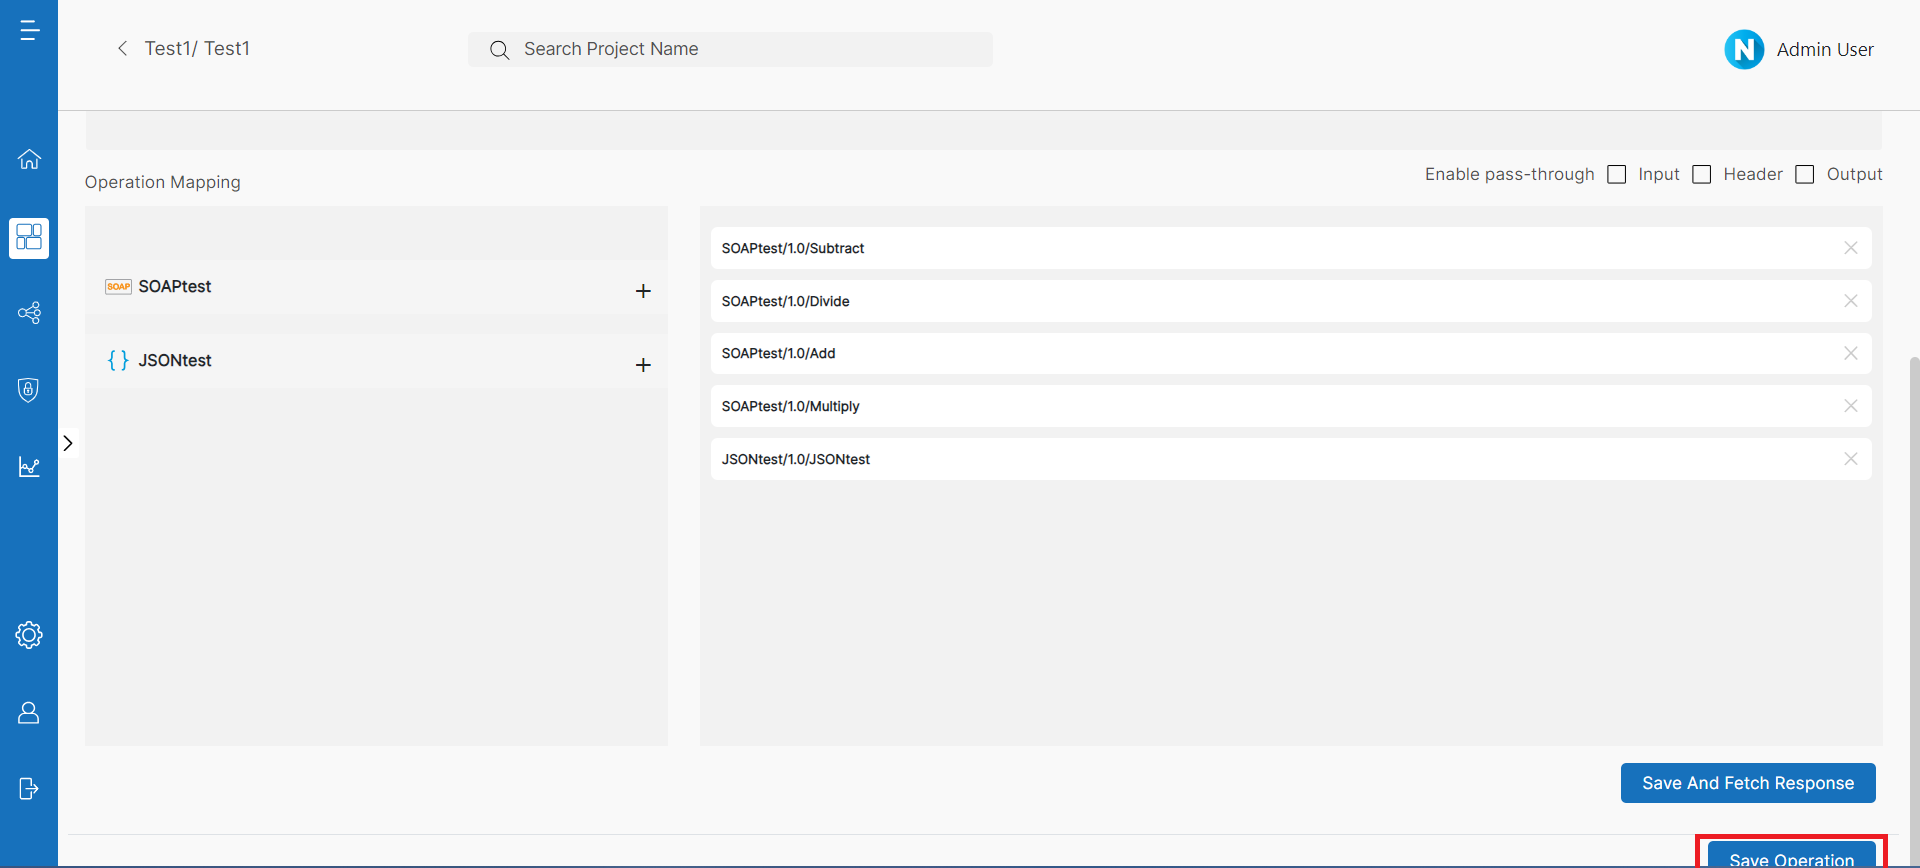 Test1/ Test1
Search Project Name
N
Admin User
Operation Mapping
Enable pass-through Input Header Output
SOAP SOAPtest
{ } JSONtest
SOAPtest/1.0/Subtract
SOAPtest/1.0/Divide
SOAPtest/1.0/Add
SOAPtest/1.0/Multiply
JSONtest/1.0/JSONtest
Save And Fetch Response
Save Operation